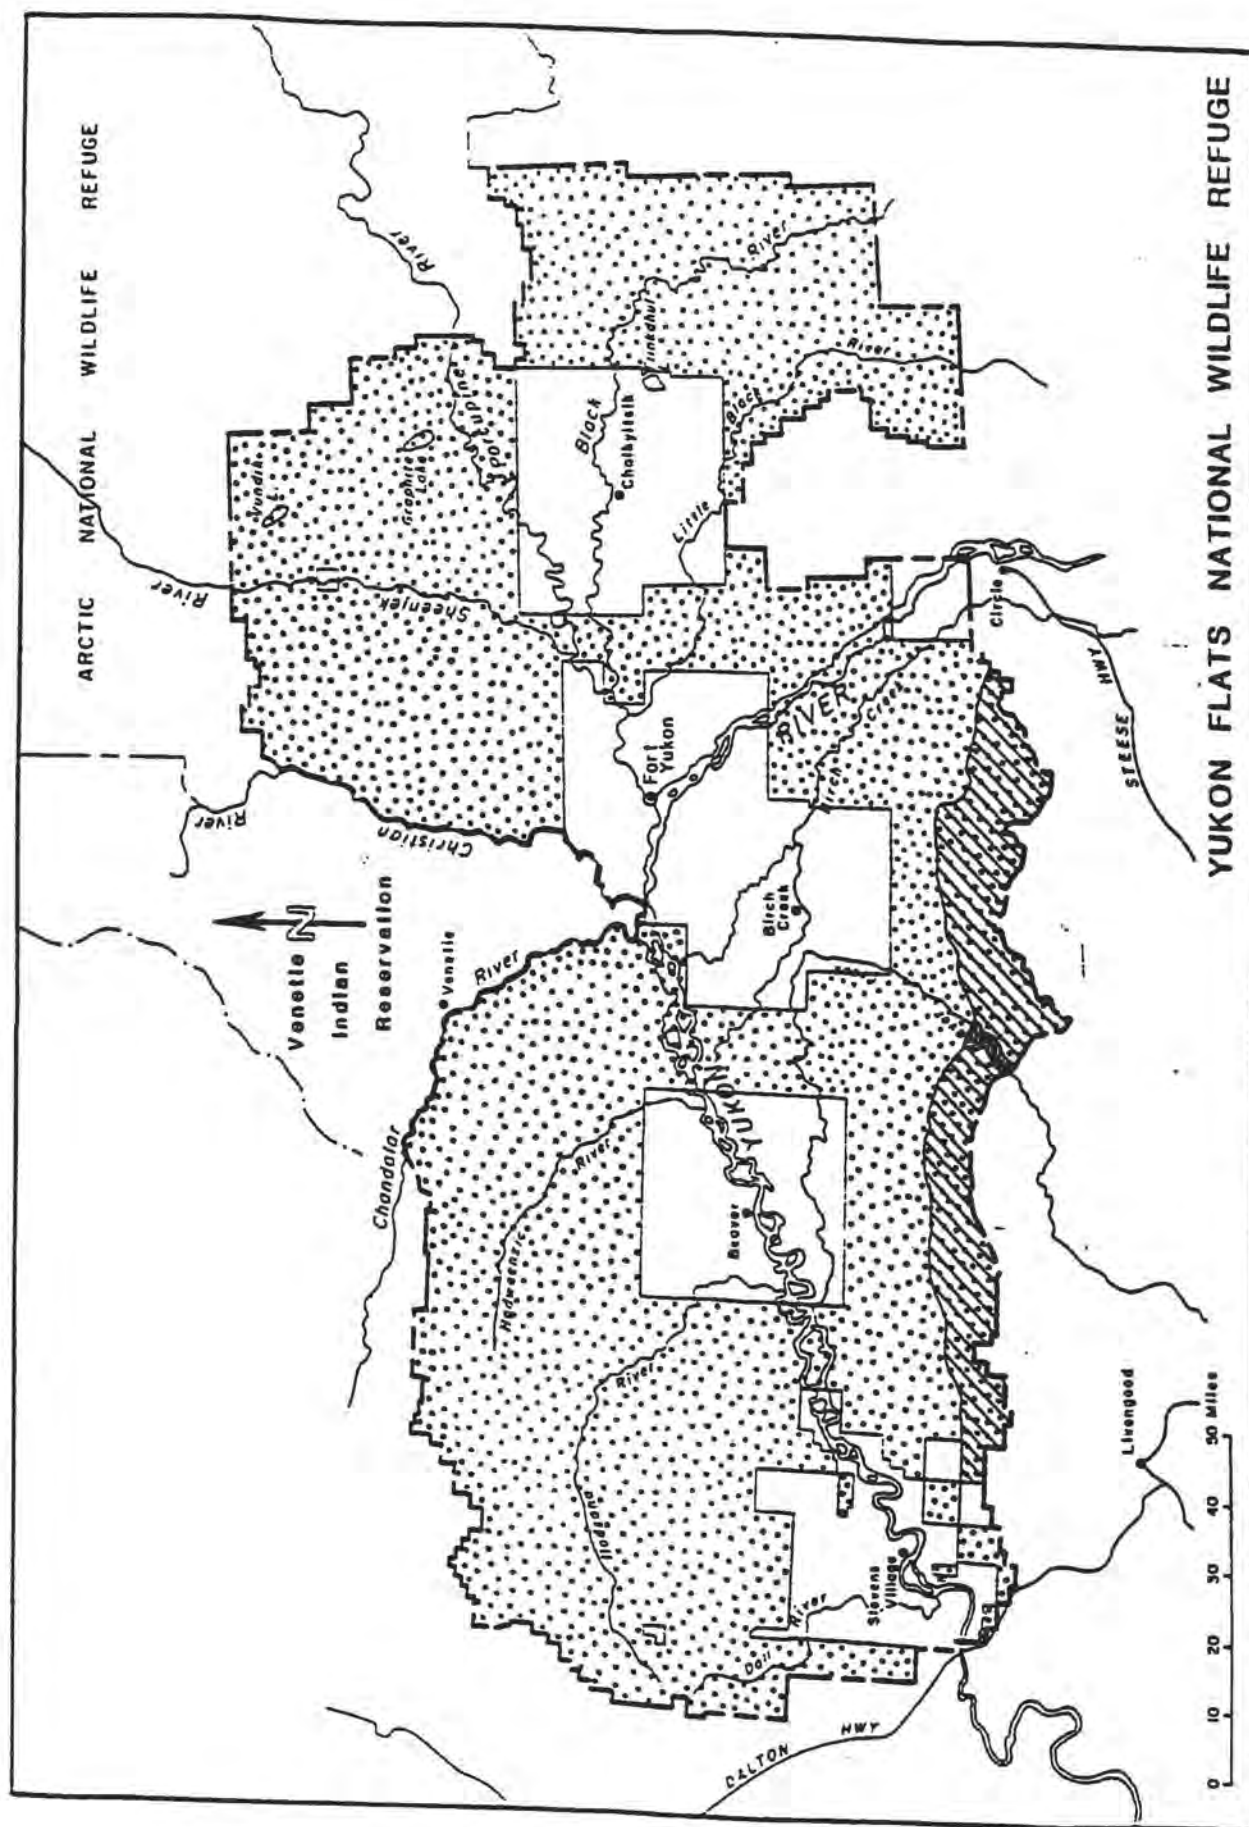 ARCTIC NATIONAL WILDLIFE REFUGE
River
River
Vundik
L.
Graphite
Lake
Sheenjek
Porcupine
River
Christian
N
Venetie
Indian
Reservation
Venetie
River
Chandalar
Black
Chalkyitsik
River
Little
Black
River
Fort
Yukon
RIVER
Birch
Creek
Birch
Creek
Circle
STEESE HWY
YUKON
Beaver
River
Hodzana
River
Stevens
Village
River
Dall
DALTON HWY
Livengood
0 10 20 30 40 50 Miles
YUKON FLATS NATIONAL WILDLIFE REFUGE